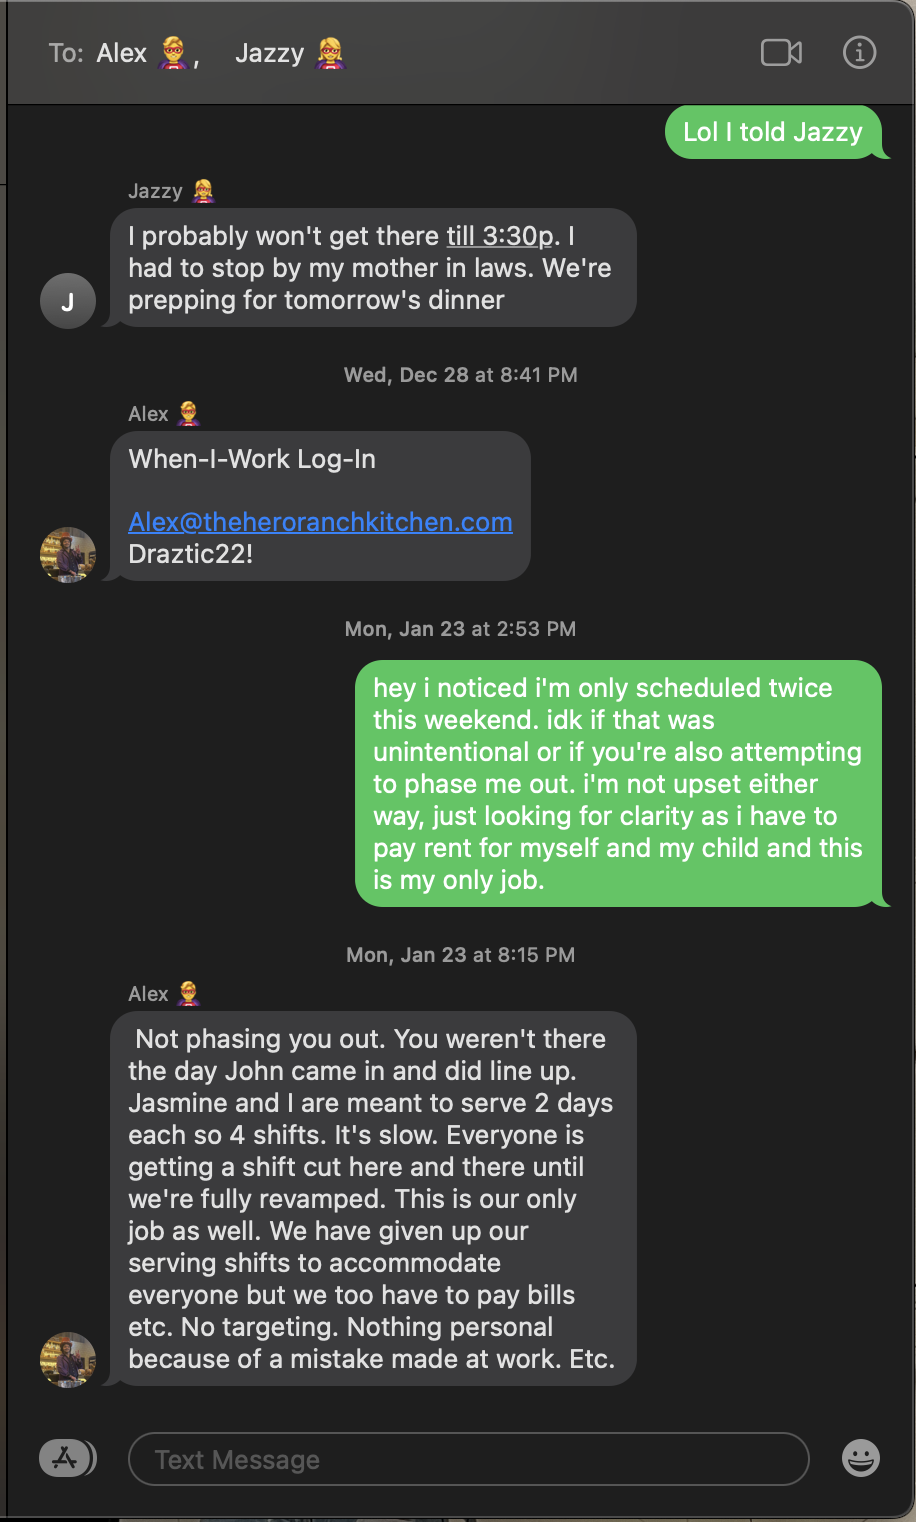 To: Alex 🦸, Jazzy 🦸‍♀️
Lol I told Jazzy
Jazzy 🦸‍♀️
I probably won't get there till 3:30p. I
had to stop by my mother in laws. We're
prepping for tomorrow's dinner
J
Wed, Dec 28 at 8:41 PM
Alex 🦸
When-I-Work Log-In
Alex@theheroranchkitchen.com
Draztic22!
Mon, Jan 23 at 2:53 PM
hey i noticed i'm only scheduled twice
this weekend. idk if that was
unintentional or if you're also attempting
to phase me out. i'm not upset either
way, just looking for clarity as i have to
pay rent for myself and my child and this
is my only job.
Mon, Jan 23 at 8:15 PM
Alex 🦸
Not phasing you out. You weren't there
the day John came in and did line up.
Jasmine and I are meant to serve 2 days
each so 4 shifts. It's slow. Everyone is
getting a shift cut here and there until
we're fully revamped. This is our only
job as well. We have given up our
serving shifts to accommodate
everyone but we too have to pay bills
etc. No targeting. Nothing personal
because of a mistake made at work. Etc.
Text Message